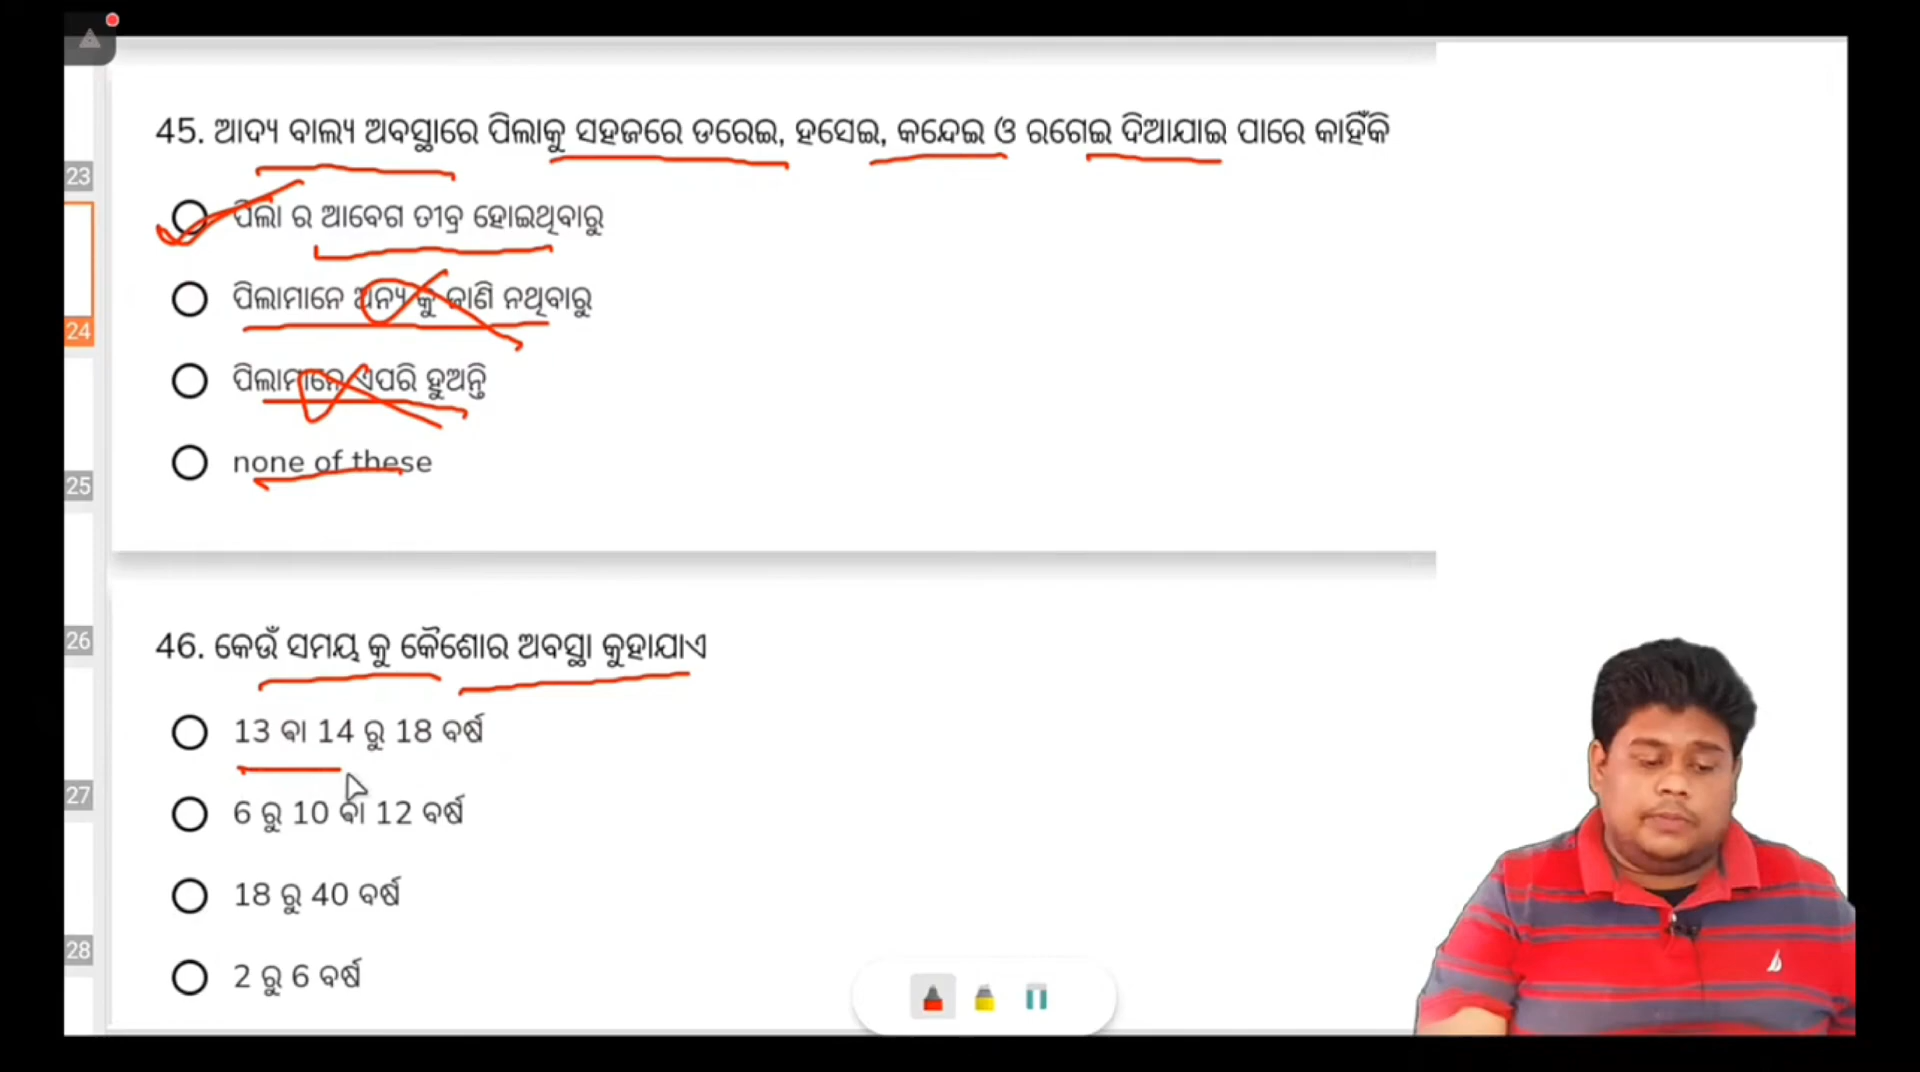 45. ଆଦ୍ୟ ବାଲ୍ୟ ଅବସ୍ଥାରେ ପିଲାକୁ ସହଜରେ ଡରେଇ, ହସେଇ, କନ୍ଦେଇ ଓ ରଗେଇ ଦିଆଯାଇ ପାରେ କାହିଁକି
23
ପିଲା ର ଆବେଗ ତୀବ୍ର ହୋଇଥିବାରୁ
ପିଲାମାନେ ଅନ୍ୟ କୁ ଜାଣି ନଥିବାରୁ
24
ପିଲାମାନେ ଏପରି ହୁଅନ୍ତି
none of these
25
46. କେଉଁ ସମୟ କୁ କୈଶୋର ଅବସ୍ଥା କୁହାଯାଏ
26
13 ଵା 14 ରୁ 18 ବର୍ଷ
27
6 ରୁ 10 ଵା 12 ବର୍ଷ
18 ରୁ 40 ବର୍ଷ
28
2 ରୁ 6 ବର୍ଷ